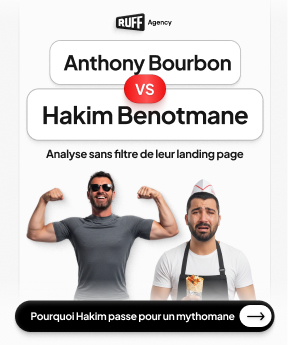 RUFF Agency
Anthony Bourbon
VS
Hakim Benotmane
Analyse sans filtre de leur landing page
Pourquoi Hakim passe pour un mythomane